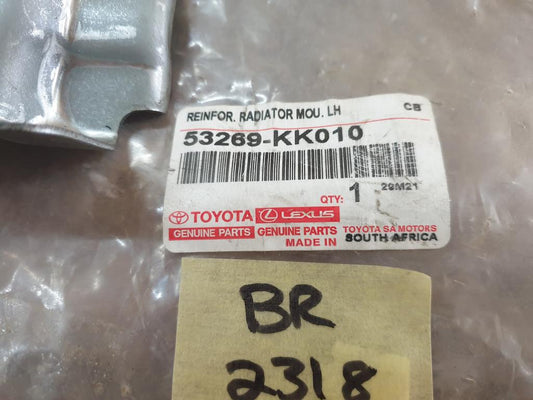 REINFOR. RADIATOR MOU. LH CB
53269-KK010
QTY: 1 29M21
TOYOTA LEXUS
GENUINE PARTS GENUINE PARTS TOYOTA SA MOTORS
MADE IN SOUTH AFRICA
BR
2318